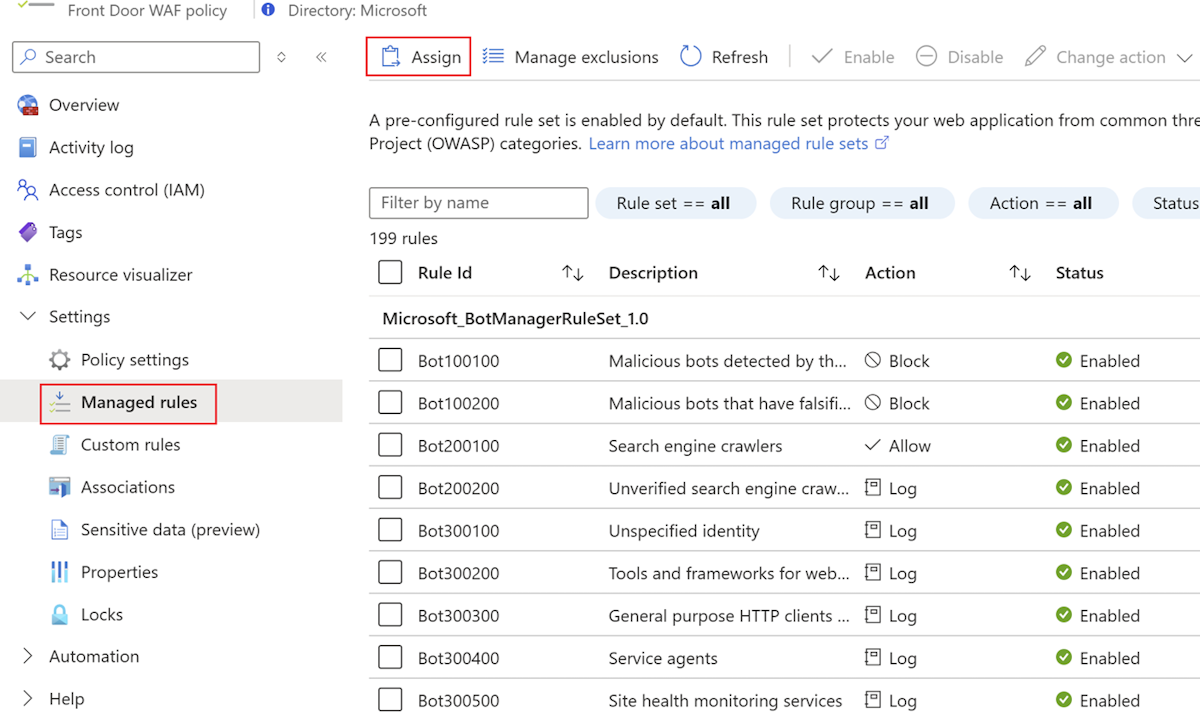 Front Door WAF policy
Directory: Microsoft
Search
Assign
Manage exclusions
Refresh
Enable
Disable
Change action
Overview
Activity log
Access control (IAM)
Tags
Resource visualizer
Settings
Policy settings
Managed rules
Custom rules
Associations
Sensitive data (preview)
Properties
Locks
Automation
Help
A pre-configured rule set is enabled by default. This rule set protects your web application from common thre
Project (OWASP) categories. Learn more about managed rule sets
Filter by name
Rule set == all
Rule group == all
Action == all
Status
199 rules
Rule Id Description Action Status
Microsoft_BotManagerRuleSet_1.0
Bot100100 Malicious bots detected by th... Block Enabled
Bot100200 Malicious bots that have falsifi... Block Enabled
Bot200100 Search engine crawlers Allow Enabled
Bot200200 Unverified search engine craw... Log Enabled
Bot300100 Unspecified identity Log Enabled
Bot300200 Tools and frameworks for web... Log Enabled
Bot300300 General purpose HTTP clients ... Log Enabled
Bot300400 Service agents Log Enabled
Bot300500 Site health monitoring services Log Enabled